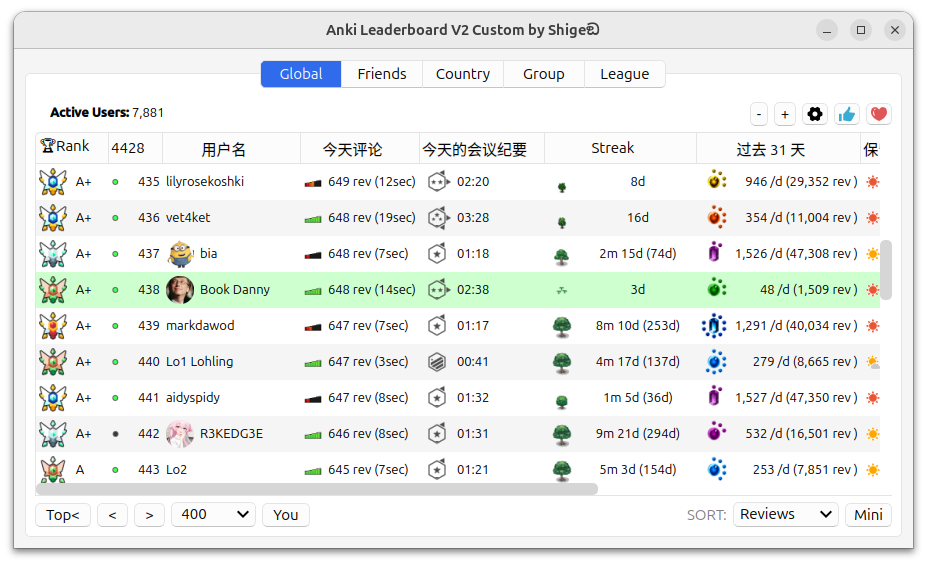 Anki Leaderboard V2 Custom by Shigeඞ
Global Friends Country Group League
Active Users: 7,881 - +
🏆Rank 4428 用户名 今天评论 今天的会议纪要 Streak 过去 31 天 保
A+ 435 lilyrosekoshki 649 rev (12sec) 02:20 8d 946 /d (29,352 rev )
A+ 436 vet4ket 648 rev (19sec) 03:28 16d 354 /d (11,004 rev )
A+ 437 bia 648 rev (7sec) 01:18 2m 15d (74d) 1,526 /d (47,308 rev )
A+ 438 Book Danny 648 rev (14sec) 02:38 3d 48 /d (1,509 rev )
A+ 439 markdawod 647 rev (7sec) 01:17 8m 10d (253d) 1,291 /d (40,034 rev )
A+ 440 Lo1 Lohling 647 rev (3sec) 00:41 4m 17d (137d) 279 /d (8,665 rev )
A+ 441 aidyspidy 647 rev (8sec) 01:32 1m 5d (36d) 1,527 /d (47,350 rev )
A+ 442 R3KEDG3E 646 rev (8sec) 01:31 9m 21d (294d) 532 /d (16,501 rev )
A 443 Lo2 645 rev (7sec) 01:21 5m 3d (154d) 253 /d (7,851 rev )
Top< < > 400 You SORT: Reviews Mini